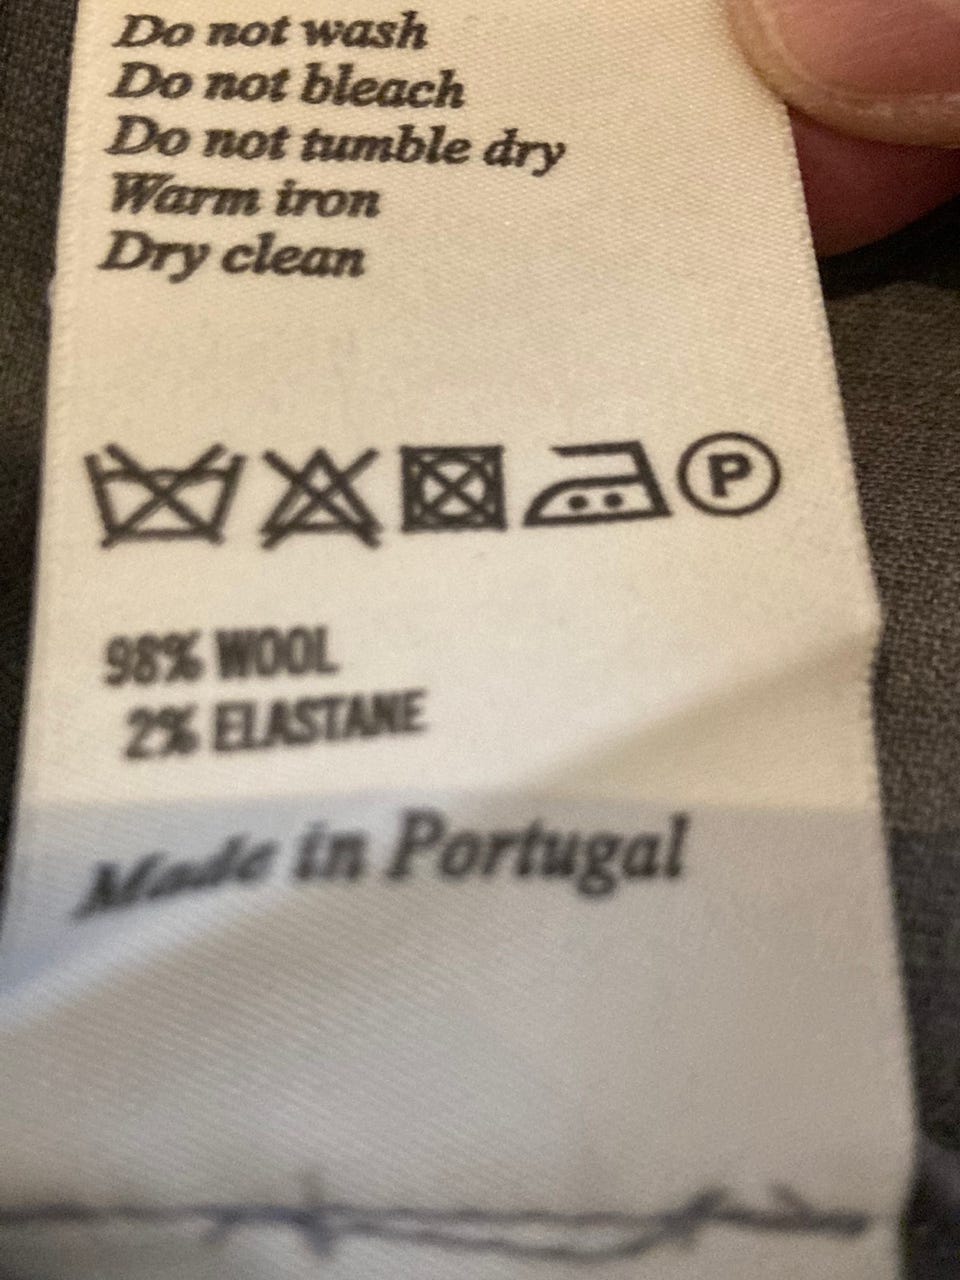 Do not wash
Do not bleach
Do not tumble dry
Warm iron
Dry clean
P
98% WOOL
2% ELASTANE
Made in Portugal